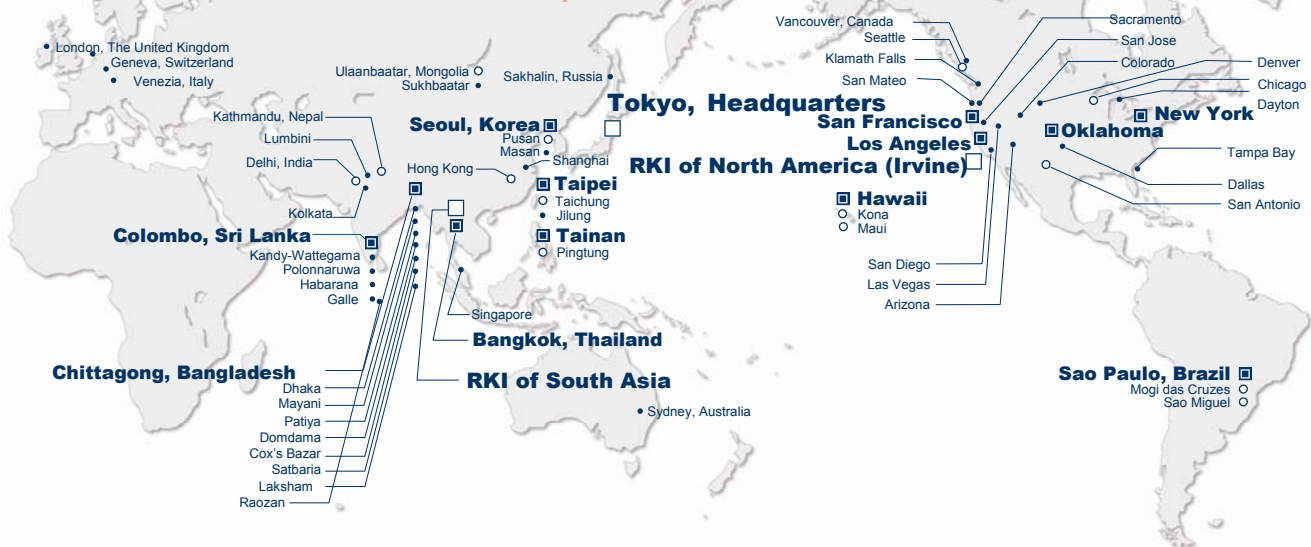 London, The United Kingdom
Geneva, Switzerland
Venezia, Italy
Ulaanbaatar, Mongolia
Sukhbaatar
Sakhalin, Russia
Kathmandu, Nepal
Lumbini
Delhi, India
Kolkata
Seoul, Korea
Pusan
Masan
Shanghai
Hong Kong
Tokyo, Headquarters
Taipei
Taichung
Jilung
Tainan
Pingtung
Colombo, Sri Lanka
Kandy-Wattegama
Polonnaruwa
Habarana
Galle
Singapore
Bangkok, Thailand
RKI of South Asia
Chittagong, Bangladesh
Dhaka
Mayani
Patiya
Domdama
Cox's Bazar
Satbaria
Laksham
Raozan
Sydney, Australia
Vancouver, Canada
Seattle
Klamath Falls
San Mateo
San Francisco
Los Angeles
RKI of North America (Irvine)
Hawaii
Kona
Maui
San Diego
Las Vegas
Arizona
Sacramento
San Jose
Colorado
Denver
Chicago
Dayton
New York
Oklahoma
Tampa Bay
Dallas
San Antonio
Sao Paulo, Brazil
Mogi das Cruzes
Sao Miguel